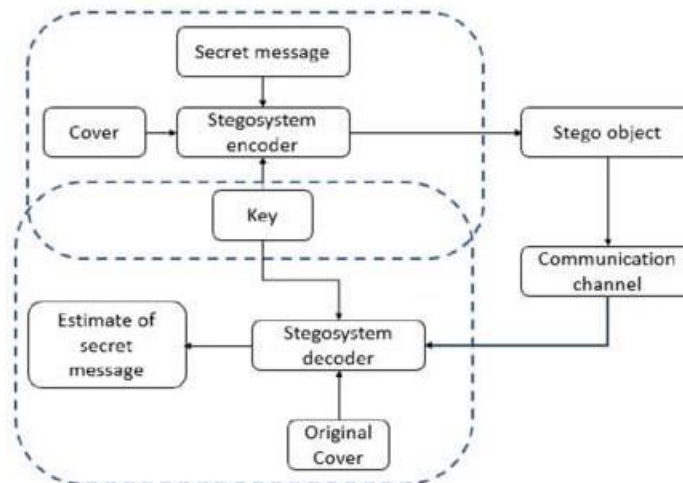 Secret message
Cover
Stegosystem
encoder
Stego object
Key
Communication
channel
Estimate of
secret
message
Stegosystem
decoder
Original
Cover